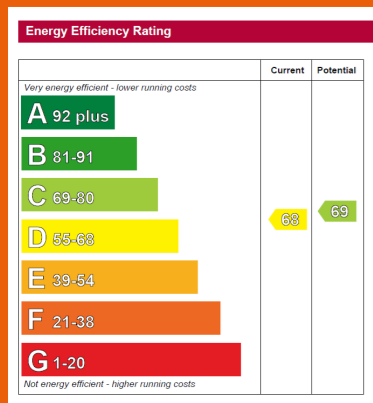 Energy Efficiency Rating
Current Potential
Very energy efficient - lower running costs
A 92 plus
B 81-91
C 69-80
69
68
D 55-68
E 39-54
F 21-38
G 1-20
Not energy efficient - higher running costs